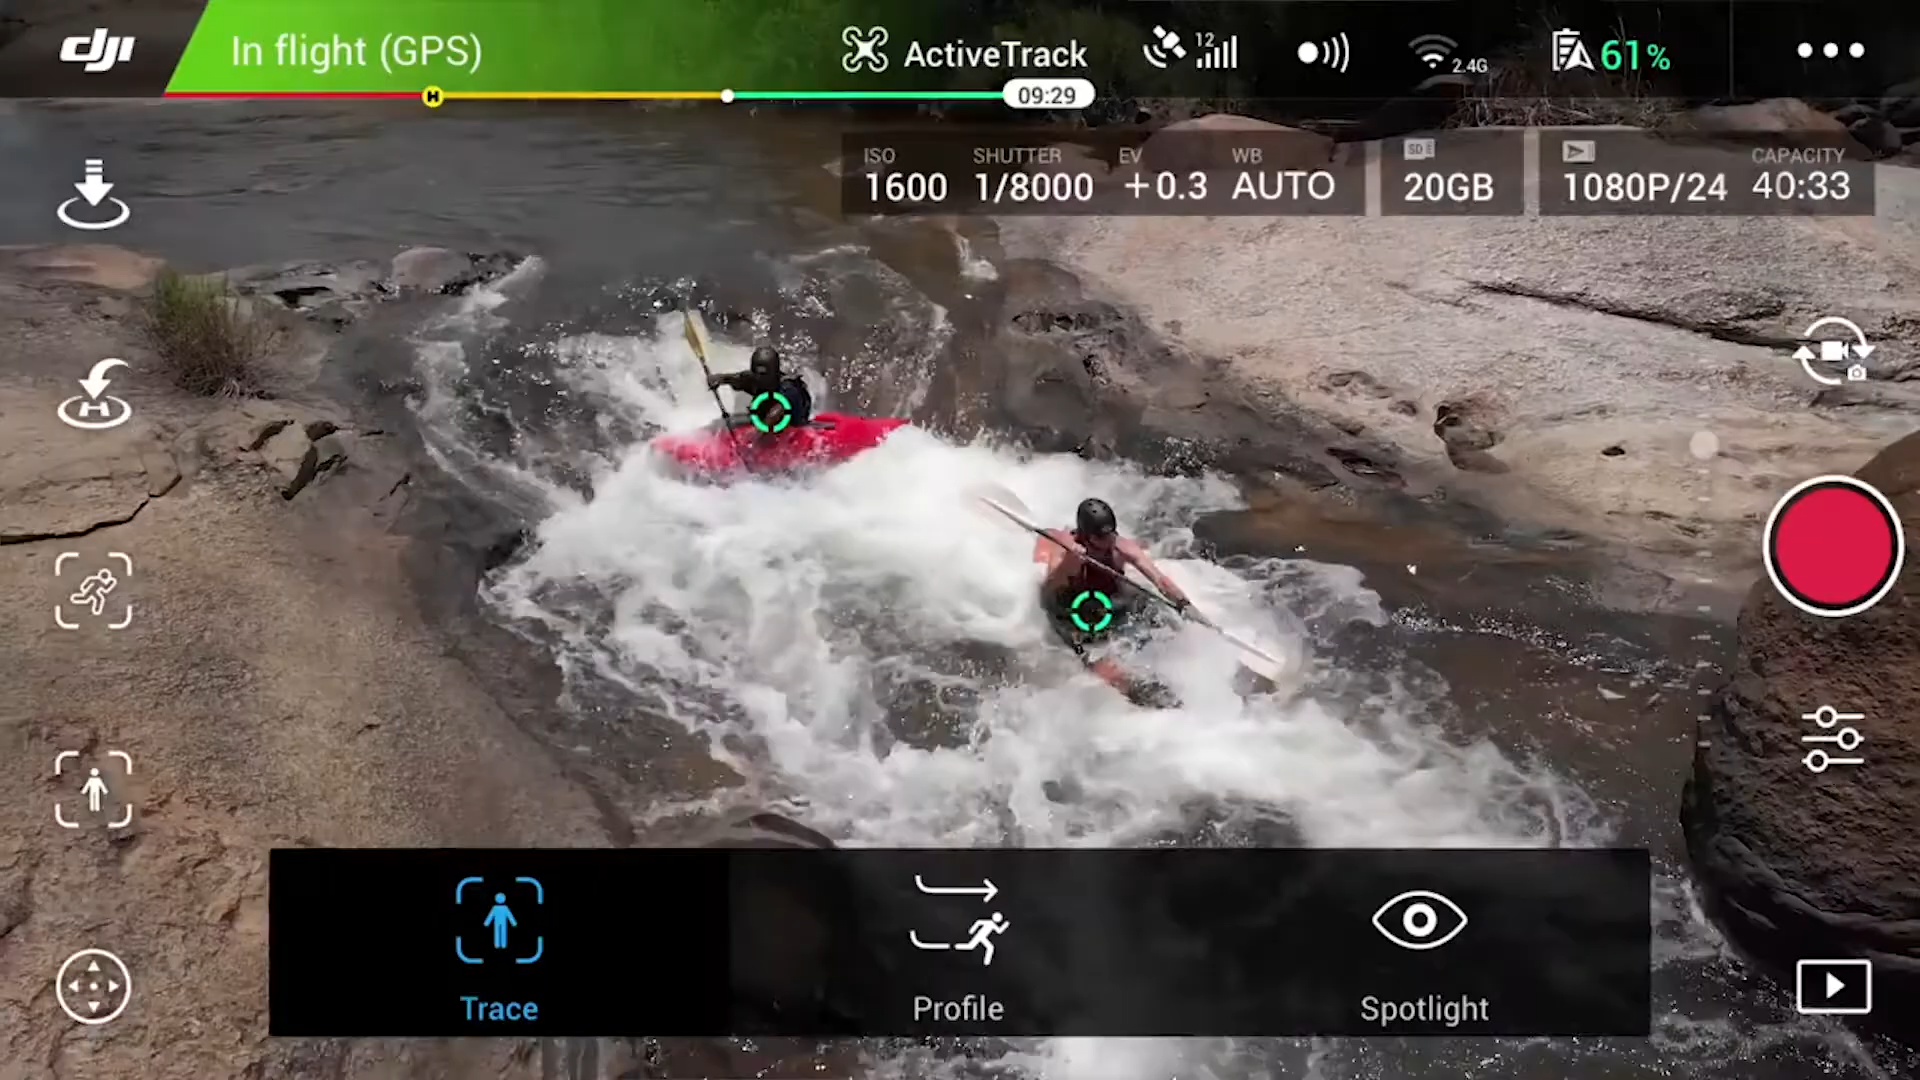 dji
In flight (GPS)
ActiveTrack
12
2.4G
61%
H
09:29
ISO
1600
SHUTTER
1/8000
EV
+0.3
WB
AUTO
SD
20GB
1080P/24
CAPACITY
40:33
H
Trace
Profile
Spotlight